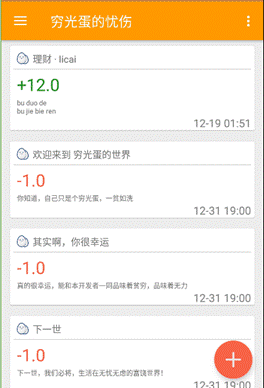 穷光蛋的忧伤
理财 · licai
+12.0
bu duo de
bu jie bie ren
12-19 01:51
欢迎来到 穷光蛋的世界
-1.0
你知道，自己只是个穷光蛋，一贫如洗
12-31 19:00
其实啊，你很幸运
-1.0
真的很幸运，能和本开发者一同品味着贫穷，品味着无力
12-31 19:00
下一世
-1.0
下一世，我们必将，生活在无忧无虑的富饶世界！